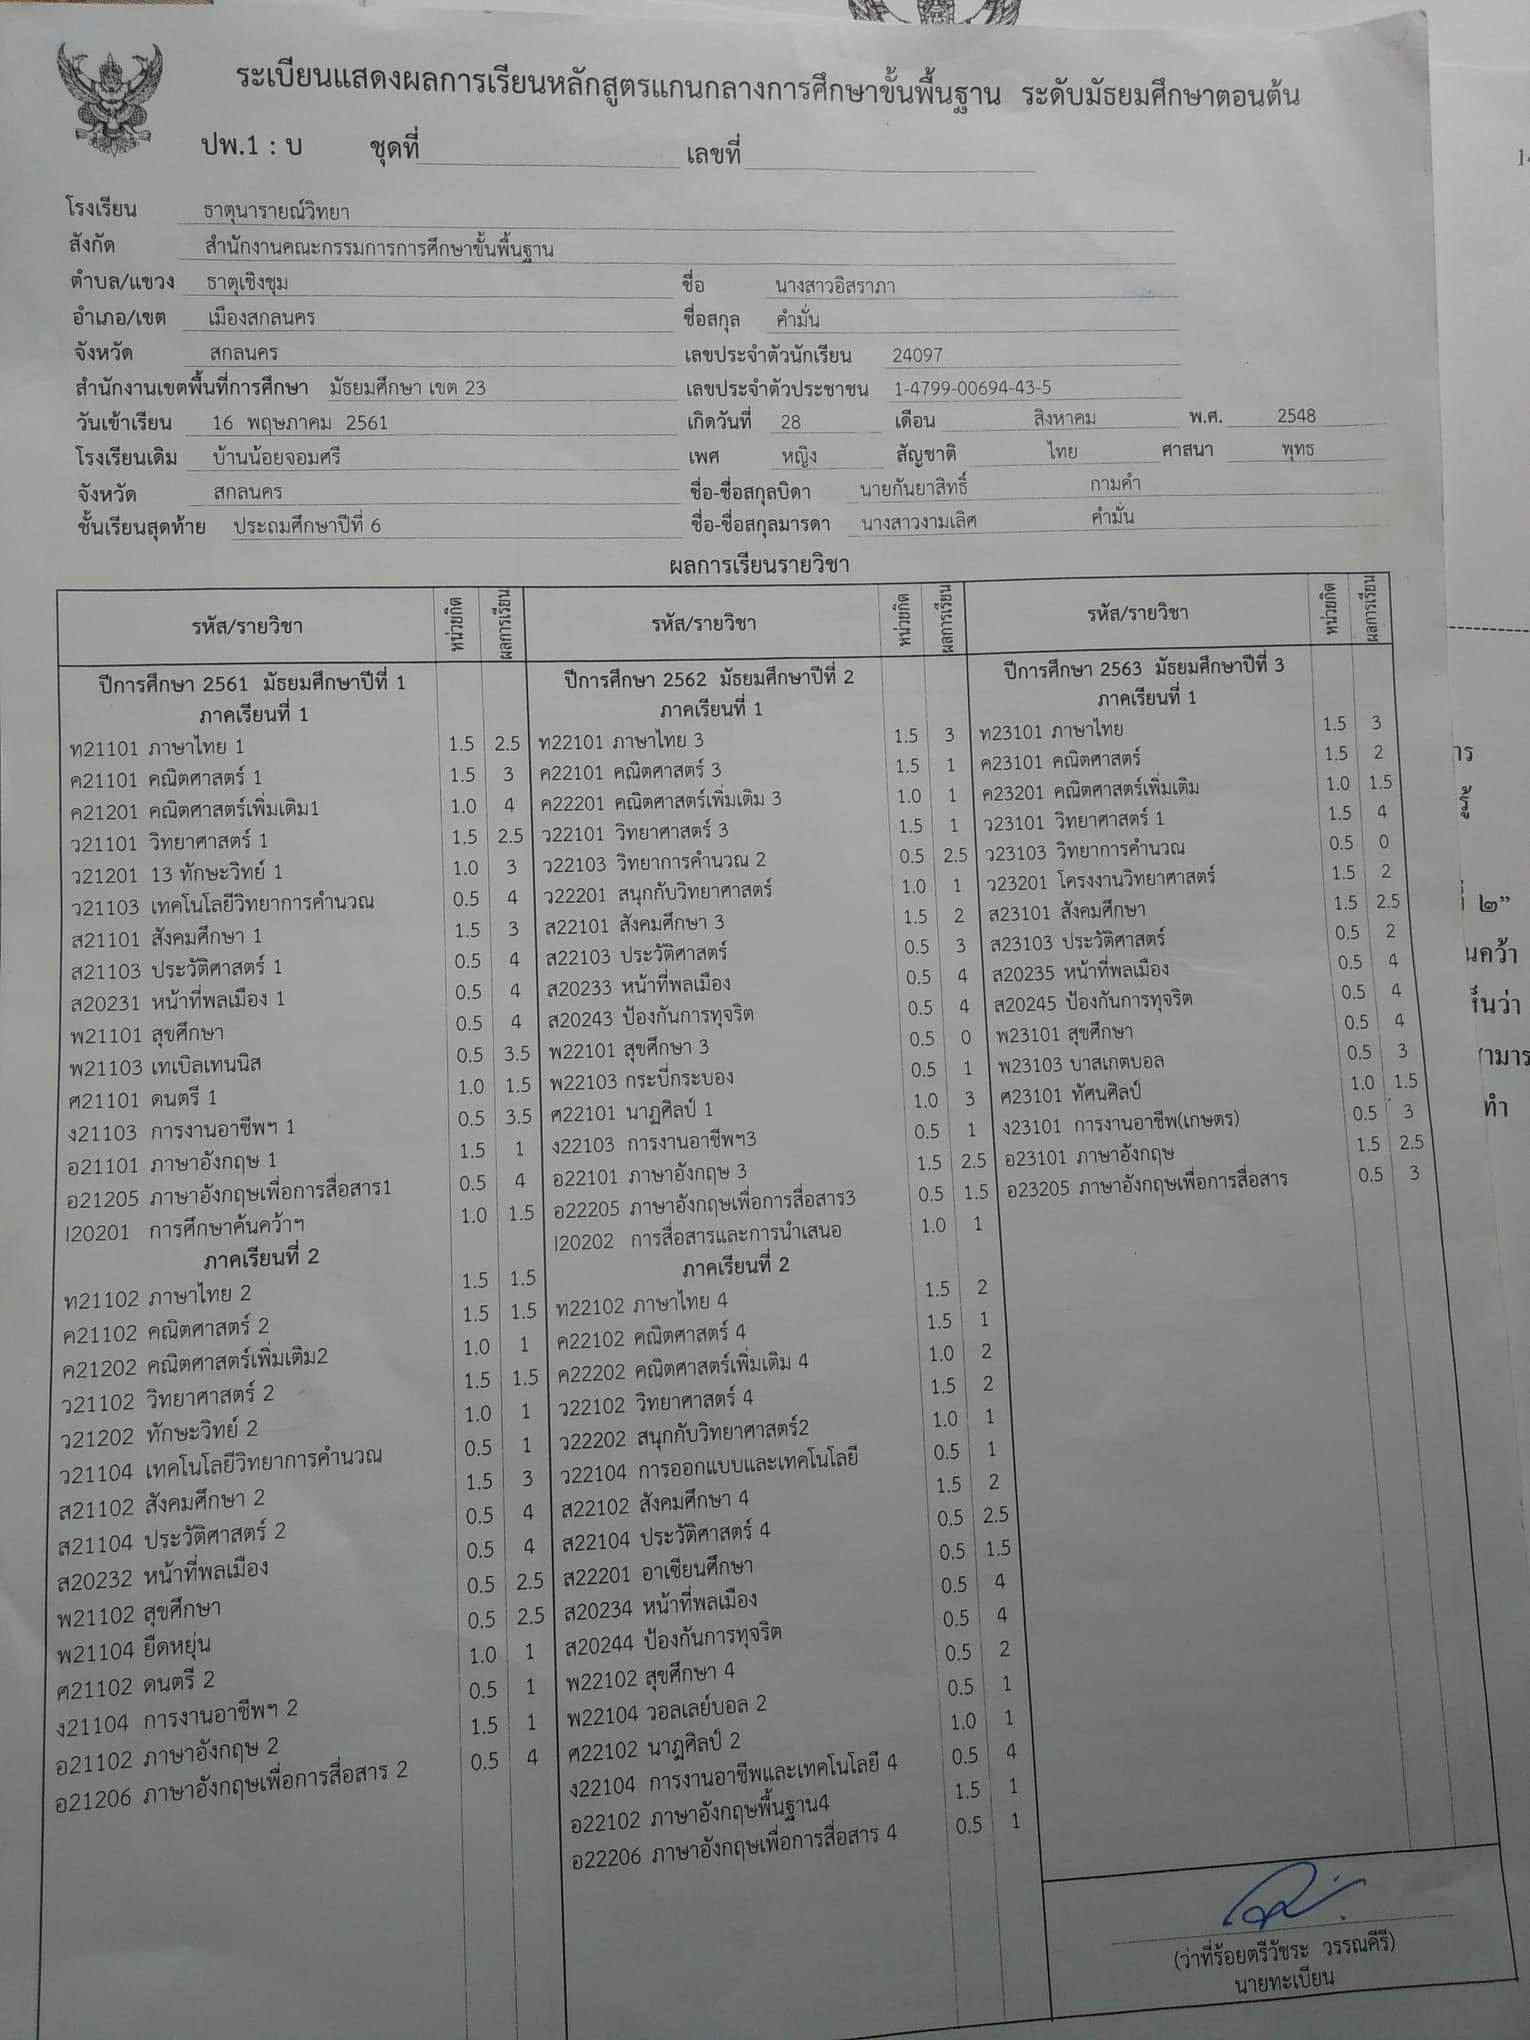 ระเบียนแสดงผลการเรียนหลักสูตรแกนกลางการศึกษาขั้นพื้นฐาน ระดับมัธยมศึกษาตอนต้น
ปพ.1 : บ ชุดที่ เลขที่
โรงเรียน ธาตุนารายณ์วิทยา
สังกัด สำนักงานคณะกรรมการการศึกษาขั้นพื้นฐาน
ตำบล/แขวง ธาตุเชิงชุม ชื่อ นางสาวอิสราภา
อำเภอ/เขต เมืองสกลนคร ชื่อสกุล คำมั่น
จังหวัด สกลนคร เลขประจำตัวนักเรียน 24097
สำนักงานเขตพื้นที่การศึกษา มัธยมศึกษา เขต 23 เลขประจำตัวประชาชน 1-4799-00694-43-5
วันเข้าเรียน 16 พฤษภาคม 2561 เกิดวันที่ 28 เดือน สิงหาคม พ.ศ. 2548
โรงเรียนเดิม บ้านน้อยจอมศรี เพศ หญิง สัญชาติ ไทย ศาสนา พุทธ
จังหวัด สกลนคร ชื่อ-ชื่อสกุลบิดา นายกันยาสิทธิ์ กามคำ
ชั้นเรียนสุดท้าย ประถมศึกษาปีที่ 6 ชื่อ-ชื่อสกุลมารดา นางสาวงามเลิศ คำมั่น
ผลการเรียนรายวิชา
รหัส/รายวิชา หน่วยกิต ผลการเรียน
ปีการศึกษา 2561 มัธยมศึกษาปีที่ 1
ภาคเรียนที่ 1
ท21101 ภาษาไทย 1 1.5 2.5
ค21101 คณิตศาสตร์ 1 1.5 3
ค21201 คณิตศาสตร์เพิ่มเติม1 1.0 4
ว21101 วิทยาศาสตร์ 1 1.5 2.5
ว21201 13 ทักษะวิทย์ 1 1.0 3
ว21103 เทคโนโลยีวิทยาการคำนวณ 0.5 4
ส21101 สังคมศึกษา 1 1.5 3
ส21103 ประวัติศาสตร์ 1 0.5 4
ส20231 หน้าที่พลเมือง 1 0.5 4
พ21101 สุขศึกษา 0.5 4
พ21103 เทเบิลเทนนิส 0.5 3.5
ศ21101 ดนตรี 1 1.0 1.5
ง21103 การงานอาชีพฯ 1 0.5 3.5
อ21101 ภาษาอังกฤษ 1 1.5 1
อ21205 ภาษาอังกฤษเพื่อการสื่อสาร1 0.5 4
I20201 การศึกษาค้นคว้าฯ 1.0 1.5
ภาคเรียนที่ 2
ท21102 ภาษาไทย 2 1.5 1.5
ค21102 คณิตศาสตร์ 2 1.5 1.5
ค21202 คณิตศาสตร์เพิ่มเติม2 1.0 1
ว21102 วิทยาศาสตร์ 2 1.5 1.5
ว21202 ทักษะวิทย์ 2 1.0 1
ว21104 เทคโนโลยีวิทยาการคำนวณ 0.5 1
ส21102 สังคมศึกษา 2 1.5 3
ส21104 ประวัติศาสตร์ 2 0.5 4
ส20232 หน้าที่พลเมือง 0.5 4
พ21102 สุขศึกษา 0.5 2.5
พ21104 ยืดหยุ่น 0.5 2.5
ศ21102 ดนตรี 2 1.0 1
ง21104 การงานอาชีพฯ 2 0.5 1
อ21102 ภาษาอังกฤษ 2 1.5 1
อ21206 ภาษาอังกฤษเพื่อการสื่อสาร 2 0.5 4
รหัส/รายวิชา หน่วยกิต ผลการเรียน
ปีการศึกษา 2562 มัธยมศึกษาปีที่ 2
ภาคเรียนที่ 1
ท22101 ภาษาไทย 3 1.5 3
ค22101 คณิตศาสตร์ 3 1.5 1
ค22201 คณิตศาสตร์เพิ่มเติม 3 1.0 1
ว22101 วิทยาศาสตร์ 3 1.5 1
ว22103 วิทยาการคำนวณ 2 0.5 2.5
ว22201 สนุกกับวิทยาศาสตร์ 1.0 1
ส22101 สังคมศึกษา 3 1.5 2
ส22103 ประวัติศาสตร์ 0.5 3
ส20233 หน้าที่พลเมือง 0.5 4
ส20243 ป้องกันการทุจริต 0.5 4
พ22101 สุขศึกษา 3 0.5 0
พ22103 กระบี่กระบอง 0.5 1
ศ22101 นาฏศิลป์ 1 1.0 3
ง22103 การงานอาชีพฯ3 0.5 1
อ22101 ภาษาอังกฤษ 3 1.5 2.5
อ22205 ภาษาอังกฤษเพื่อการสื่อสาร3 0.5 1.5
I20202 การสื่อสารและการนำเสนอ 1.0 1
ภาคเรียนที่ 2
ท22102 ภาษาไทย 4 1.5 2
ค22102 คณิตศาสตร์ 4 1.5 1
ค22202 คณิตศาสตร์เพิ่มเติม 4 1.0 2
ว22102 วิทยาศาสตร์ 4 1.5 2
ว22202 สนุกกับวิทยาศาสตร์2 1.0 1
ว22104 การออกแบบและเทคโนโลยี 0.5 1
ส22102 สังคมศึกษา 4 1.5 2
ส22104 ประวัติศาสตร์ 4 0.5 2.5
ส22201 อาเซียนศึกษา 0.5 1.5
ส20234 หน้าที่พลเมือง 0.5 4
ส20244 ป้องกันการทุจริต 0.5 4
พ22102 สุขศึกษา 4 0.5 2
พ22104 วอลเลย์บอล 2 0.5 1
ศ22102 นาฏศิลป์ 2 1.0 1
ง22104 การงานอาชีพและเทคโนโลยี 4 0.5 4
อ22102 ภาษาอังกฤษพื้นฐาน4 1.5 1
อ22206 ภาษาอังกฤษเพื่อการสื่อสาร 4 0.5 1
รหัส/รายวิชา หน่วยกิต ผลการเรียน
ปีการศึกษา 2563 มัธยมศึกษาปีที่ 3
ภาคเรียนที่ 1
ท23101 ภาษาไทย 1.5 3
ค23101 คณิตศาสตร์ 1.5 2
ค23201 คณิตศาสตร์เพิ่มเติม 1.0 1.5
ว23101 วิทยาศาสตร์ 1 1.5 4
ว23103 วิทยาการคำนวณ 0.5 0
ว23201 โครงงานวิทยาศาสตร์ 1.5 2
ส23101 สังคมศึกษา 1.5 2.5
ส23103 ประวัติศาสตร์ 0.5 2
ส20235 หน้าที่พลเมือง 0.5 4
ส20245 ป้องกันการทุจริต 0.5 4
พ23101 สุขศึกษา 0.5 4
พ23103 บาสเกตบอล 0.5 3
ศ23101 ทัศนศิลป์ 1.0 1.5
ง23101 การงานอาชีพ(เกษตร) 0.5 3
อ23101 ภาษาอังกฤษ 1.5 2.5
อ23205 ภาษาอังกฤษเพื่อการสื่อสาร 0.5 3
(ว่าที่ร้อยตรีวัชระ วรรณคีรี)
นายทะเบียน
๒”
ทำ